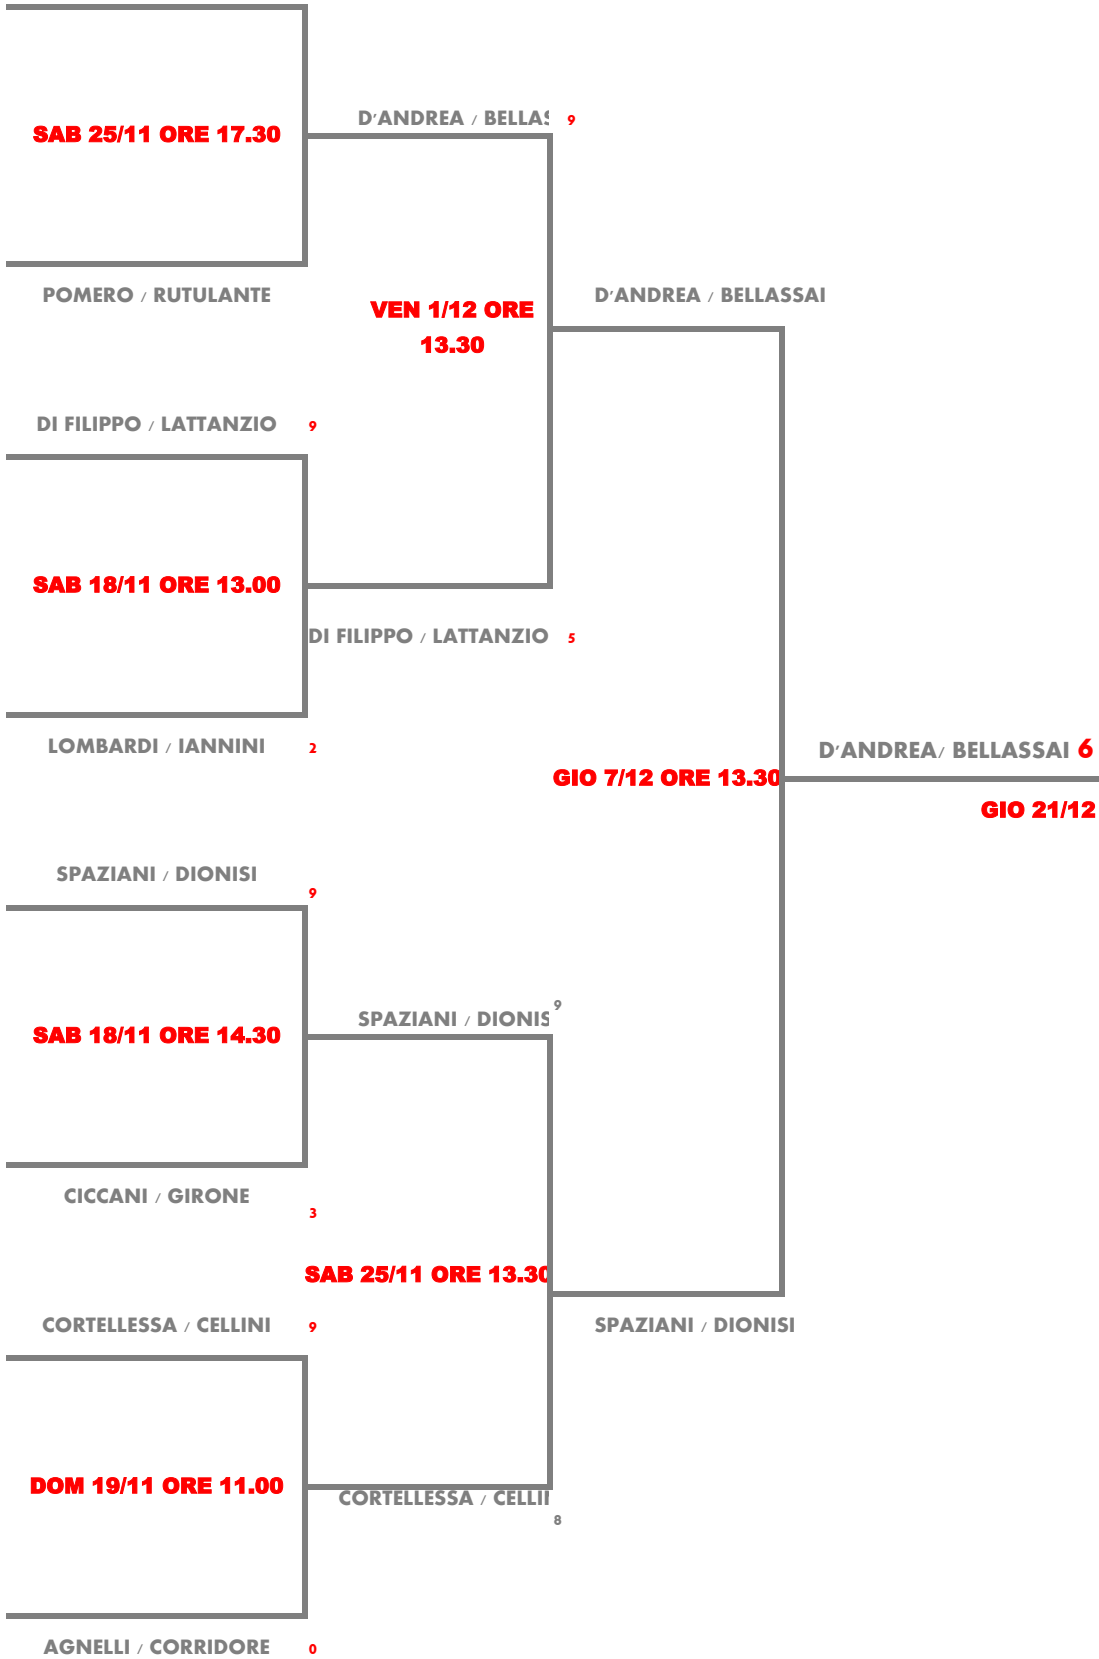 D'ANDREA / BELLAS 9
SAB 25/11 ORE 17.30
POMERO / RUTULANTE
D'ANDREA / BELLASSAI
VEN 1/12 ORE
13.30
DI FILIPPO / LATTANZIO 9
SAB 18/11 ORE 13.00
DI FILIPPO / LATTANZIO 5
LOMBARDI / IANNINI 2
D'ANDREA/ BELLASSAI 6
GIO 7/12 ORE 13.30
GIO 21/12
SPAZIANI / DIONISI
9
9
SPAZIANI / DIONIS
SAB 18/11 ORE 14.30
CICCANI / GIRONE
3
SAB 25/11 ORE 13.30
CORTELLESSA / CELLINI 9
SPAZIANI / DIONISI
DOM 19/11 ORE 11.00
CORTELLESSA / CELLIN
8
AGNELLI / CORRIDORE 0